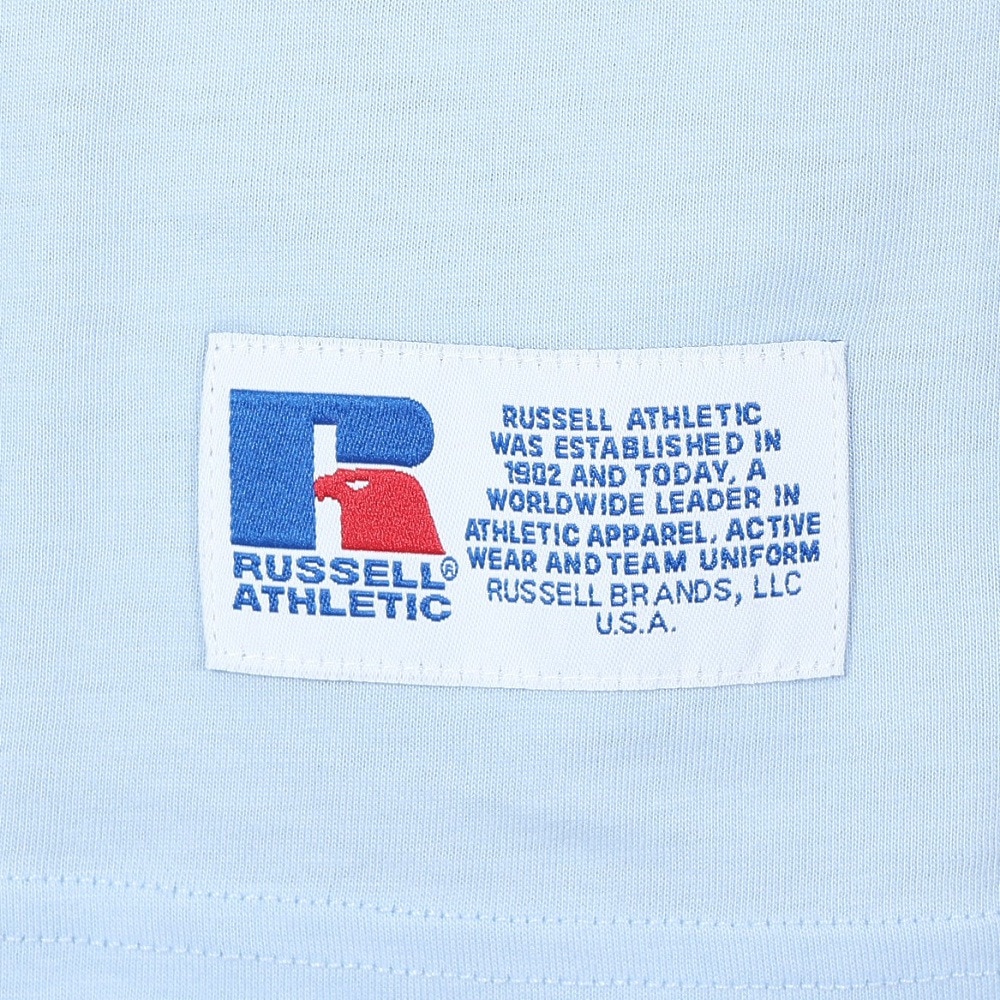 RUSSELL®
ATHLETIC
RUSSELL ATHLETIC
WAS ESTABLISHED IN
1902 AND TODAY, A
WORLDWIDE LEADER IN
ATHLETIC APPAREL, ACTIVE
WEAR AND TEAM UNIFORM
RUSSELL BRANDS, LLC
U.S.A.